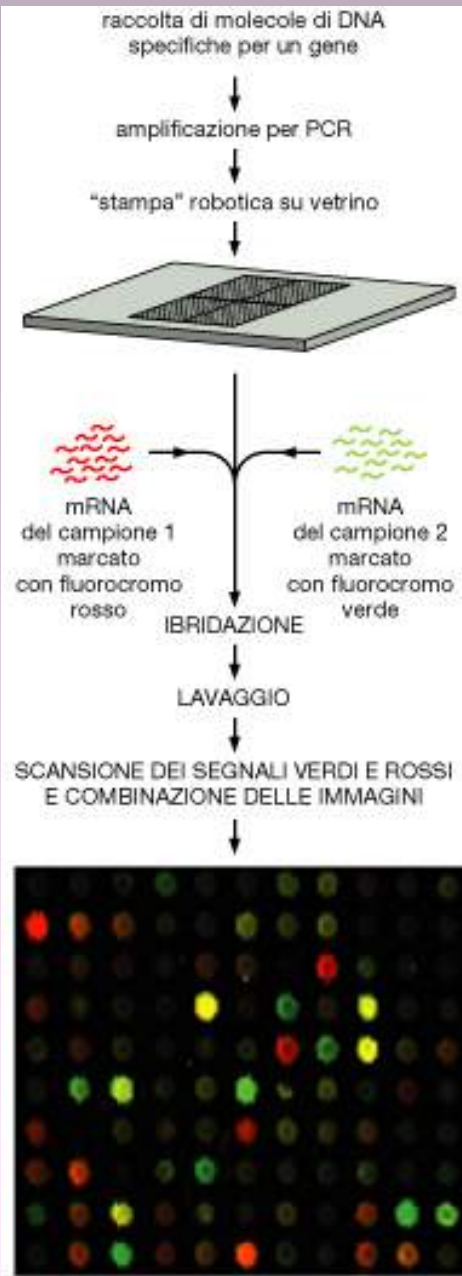 raccolta di molecole di DNA
specifiche per un gene
amplificazione per PCR
"stampa" robotica su vetrino
mRNA
del campione 1
marcato
con fluorocromo
rosso
mRNA
del campione 2
marcato
con fluorocromo
verde
IBRIDAZIONE
LAVAGGIO
SCANSIONE DEI SEGNALI VERDI E ROSSI
E COMBINAZIONE DELLE IMMAGINI